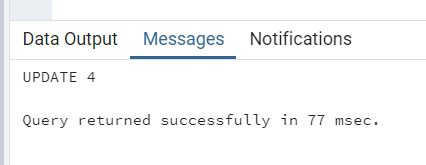 Data Output Messages Notifications
UPDATE 4
Query returned successfully in 77 msec.